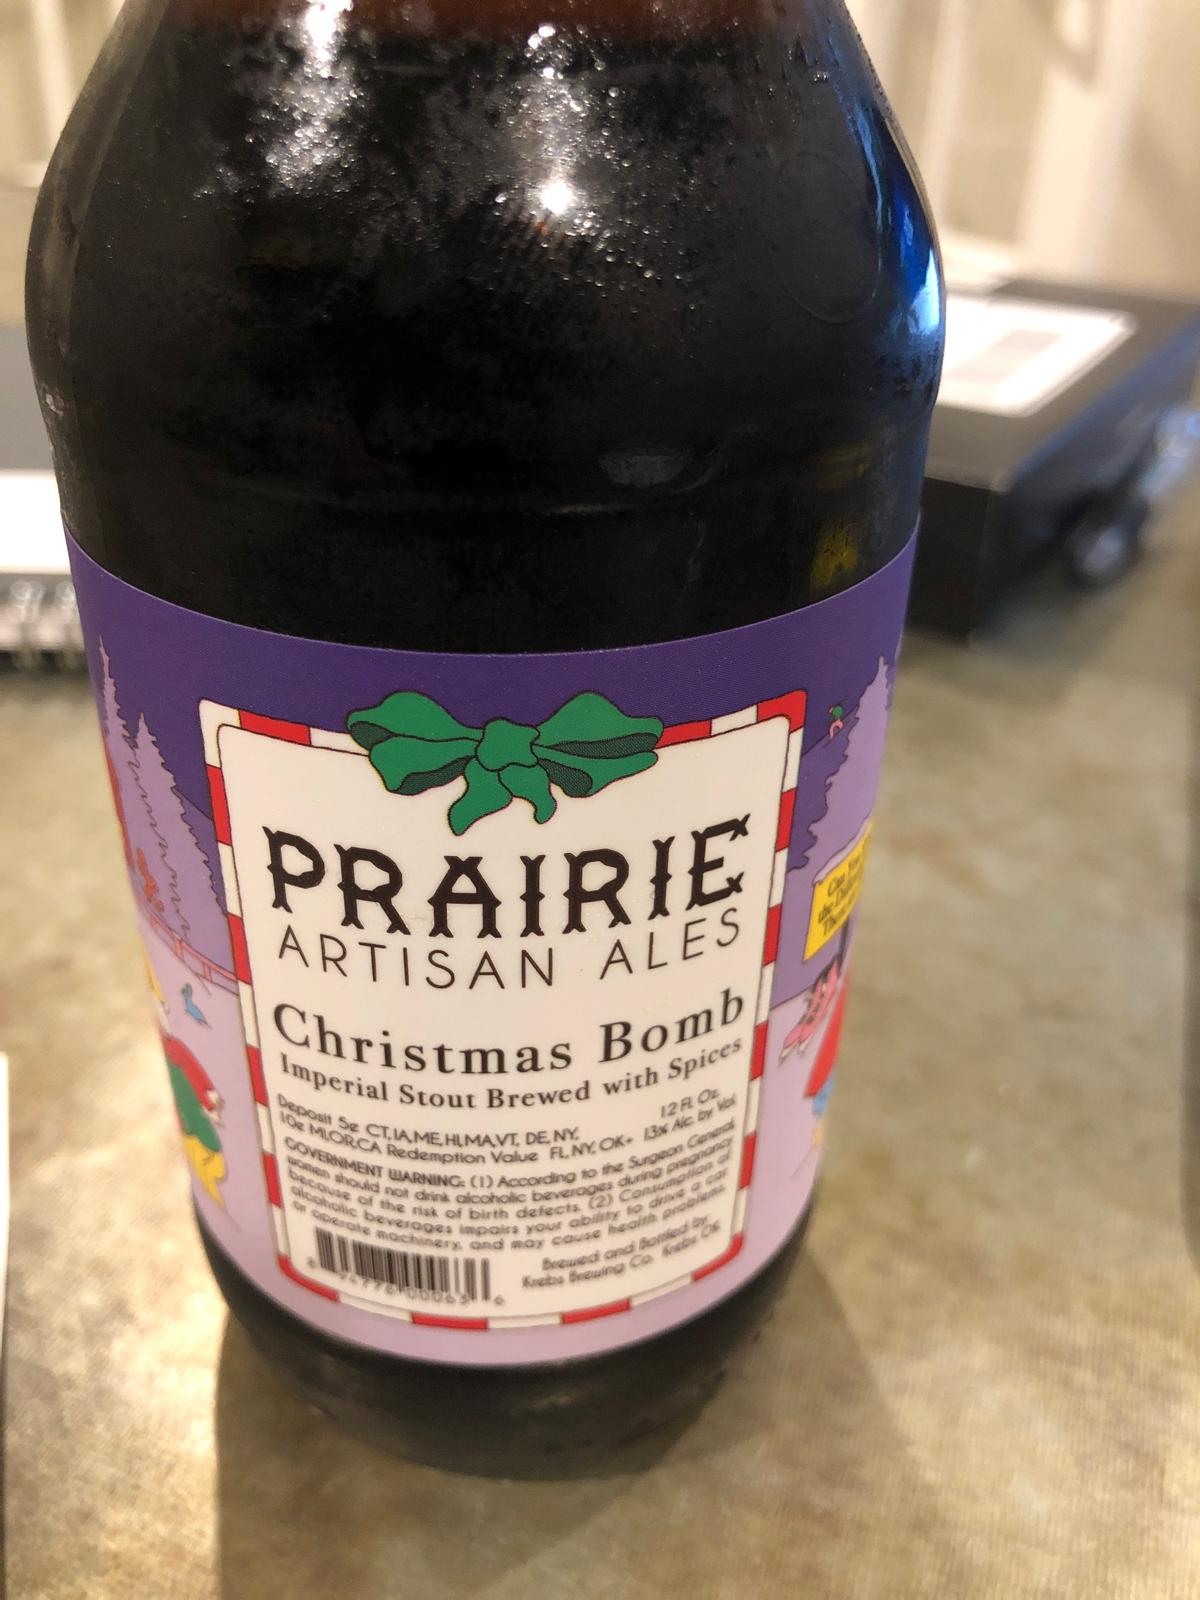 PRAIRIE
ARTISAN ALES
Christmas Bomb
Imperial Stout Brewed with Spices
Deposit 5¢ CT,IA,ME,HI,MA,VT, DE, NY, 12 Fl. Oz.
10¢ MI,OR,CA Redemption Value FL, NY, OK+ 13% Alc. by Vol.
GOVERNMENT WARNING: (1) According to the Surgeon General,
women should not drink alcoholic beverages during pregnancy
because of the risk of birth defects. (2) Consumption of
alcoholic beverages impairs your ability to drive a car
or operate machinery, and may cause health problems.
Brewed and Bottled by
Krebs Brewing Co. Krebs OK
Can You
the
There